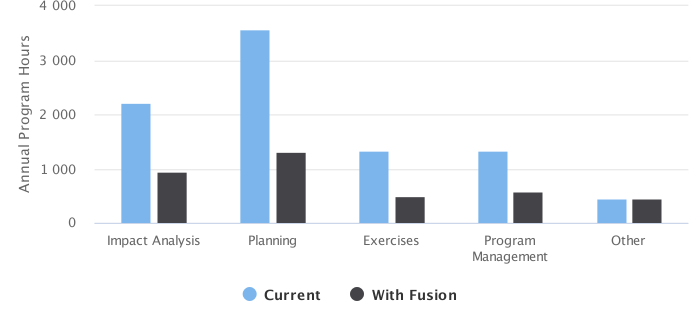 4 000
3 000
2 000
1 000
0
Annual Program Hours
Impact Analysis
Planning
Exercises
Program
Management
Other
Current
With Fusion